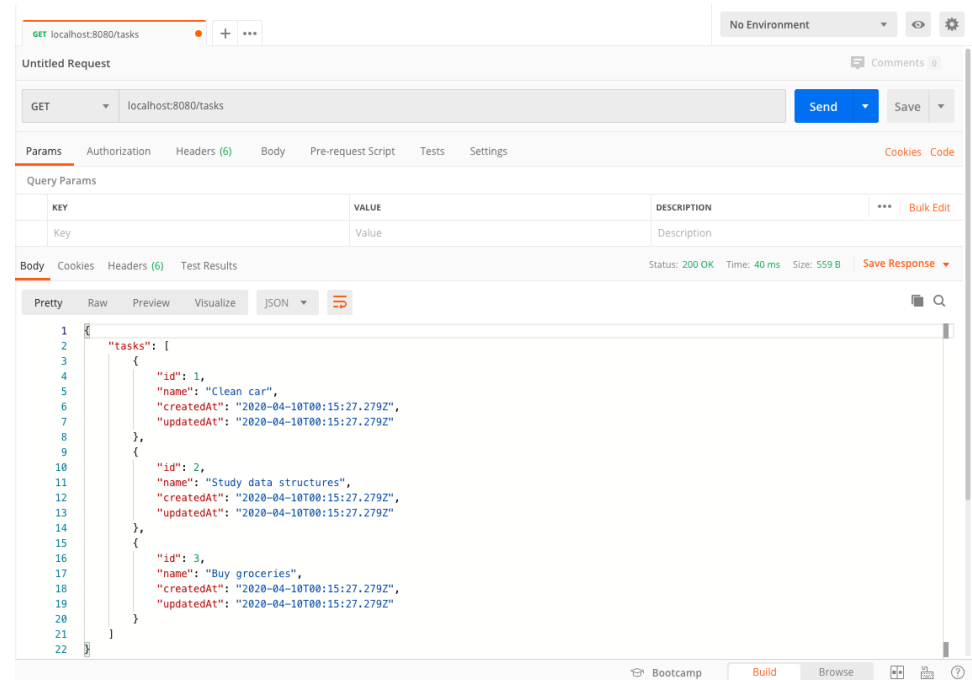 GET localhost:8080/tasks
No Environment
Untitled Request
Comments 0
GET localhost:8080/tasks Send Save
Params Authorization Headers (6) Body Pre-request Script Tests Settings Cookies Code
Query Params
KEY VALUE DESCRIPTION Bulk Edit
Key Value Description
Body Cookies Headers (6) Test Results Status: 200 OK Time: 40 ms Size: 559 B Save Response
Pretty Raw Preview Visualize JSON
1 {
2 "tasks": [
3 {
4 "id": 1,
5 "name": "Clean car",
6 "createdAt": "2020-04-10T00:15:27.279Z",
7 "updatedAt": "2020-04-10T00:15:27.279Z"
8 },
9 {
10 "id": 2,
11 "name": "Study data structures",
12 "createdAt": "2020-04-10T00:15:27.279Z",
13 "updatedAt": "2020-04-10T00:15:27.279Z"
14 },
15 {
16 "id": 3,
17 "name": "Buy groceries",
18 "createdAt": "2020-04-10T00:15:27.279Z",
19 "updatedAt": "2020-04-10T00:15:27.279Z"
20 }
21 ]
22 }
Bootcamp Build Browse